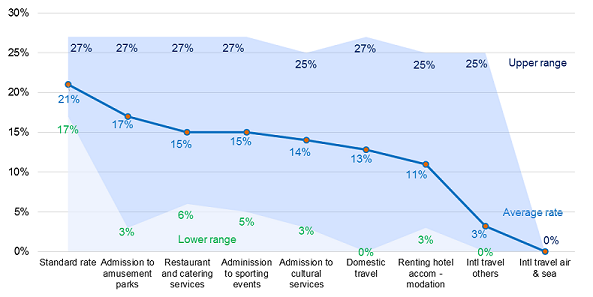 30%
27%
27%
27%
27%
27%
25%
25%
25%
Upper range
25%
20%
21%
17%
17%
15%
15%
15%
14%
13%
11%
10%
Average rate
5%
6%
5%
3%
3%
3%
3%
Lower range
0%
0%
0%
0%
Standard rate
Admission to
amusement
parks
Restaurant
and catering
services
Adminission
to sporting
events
Admission to
cultural
services
Domestic
travel
Renting hotel
accom -
modation
Intl travel
others
Intl travel air
& sea